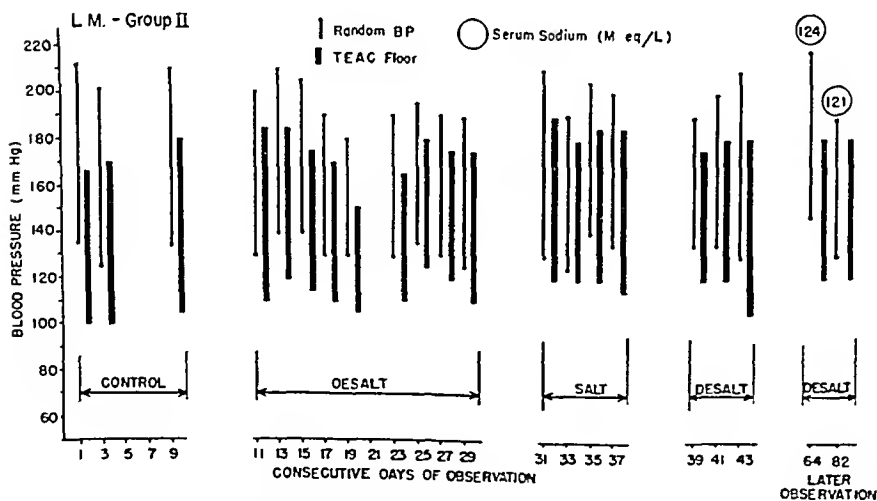 L. M. - Group II
Random BP
TEAC Floor
Serum Sodium (M eq/L)
BLOOD PRESSURE (mm Hg)
220
200
180
160
140
120
100
80
60
124
121
CONTROL
DESALT
SALT
DESALT
DESALT
1 3 5 7 9 11 13 15 17 19 21 23 25 27 29 31 33 35 37 39 41 43 64 82
CONSECUTIVE DAYS OF OBSERVATION
LATER
OBSERVATION